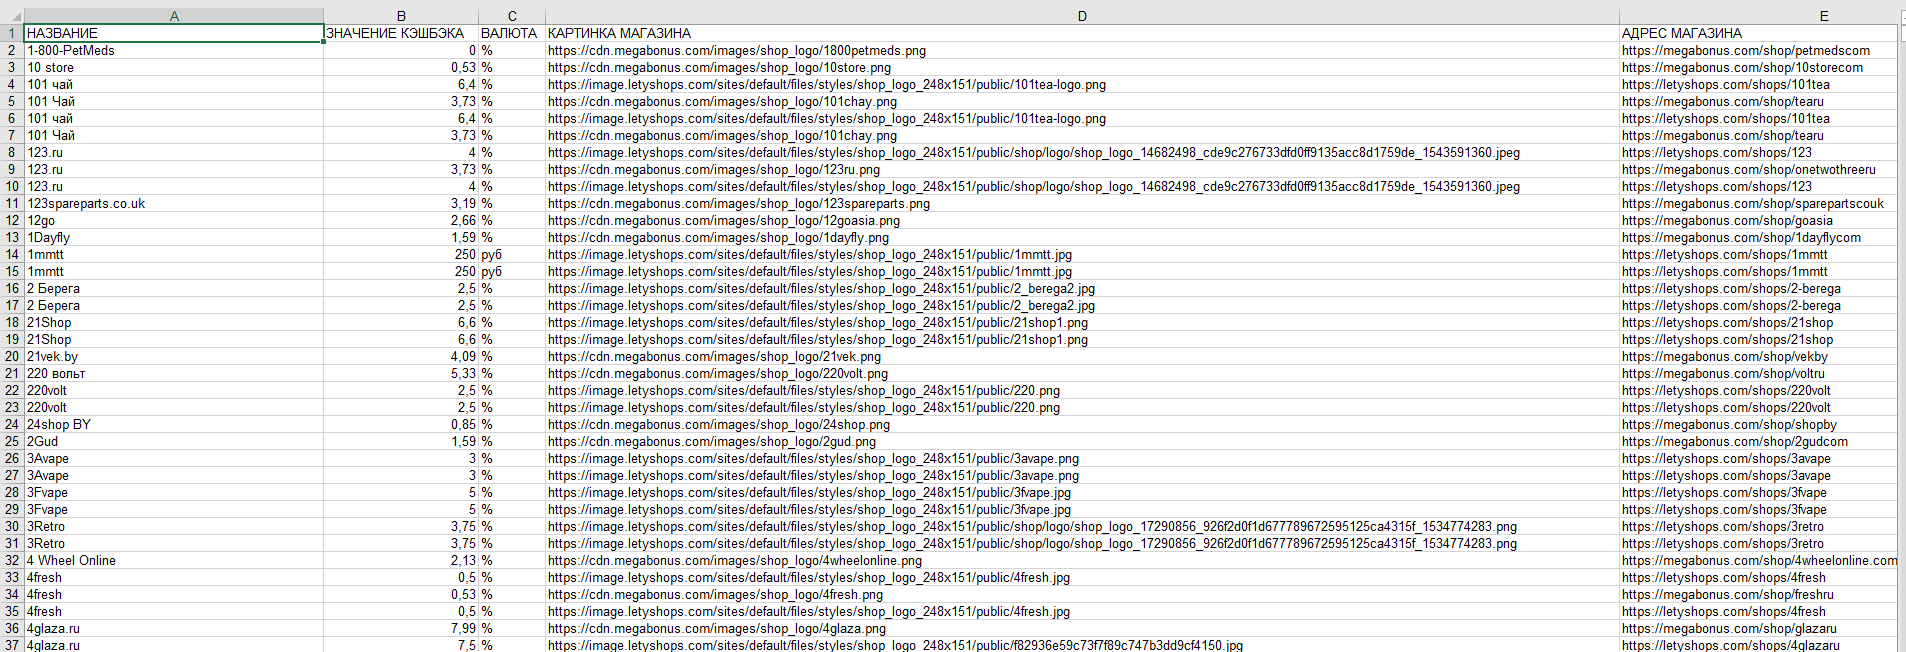 A B C D E
1 НАЗВАНИЕ ЗНАЧЕНИЕ КЭШБЭКА ВАЛЮТА КАРТИНКА МАГАЗИНА АДРЕС МАГАЗИНА
2 1-800-PetMeds 0 % https://cdn.megabonus.com/images/shop_logo/1800petmeds.png https://megabonus.com/shop/petmedscom
3 10 store 0,53 % https://cdn.megabonus.com/images/shop_logo/10store.png https://megabonus.com/shop/10storecom
4 101 чай 6,4 % https://image.letyshops.com/sites/default/files/styles/shop_logo_248x151/public/101tea-logo.png https://letyshops.com/shops/101tea
5 101 Чай 3,73 % https://cdn.megabonus.com/images/shop_logo/101chay.png https://megabonus.com/shop/tearu
6 101 чай 6,4 % https://image.letyshops.com/sites/default/files/styles/shop_logo_248x151/public/101tea-logo.png https://letyshops.com/shops/101tea
7 101 Чай 3,73 % https://cdn.megabonus.com/images/shop_logo/101chay.png https://megabonus.com/shop/tearu
8 123.ru 4 % https://image.letyshops.com/sites/default/files/styles/shop_logo_248x151/public/shop/logo/shop_logo_14682498_cde9c276733dfd0ff9135acc8d1759de_1543591360.jpeg https://letyshops.com/shops/123
9 123.ru 3,73 % https://cdn.megabonus.com/images/shop_logo/123ru.png https://megabonus.com/shop/onetwothreeru
10 123.ru 4 % https://image.letyshops.com/sites/default/files/styles/shop_logo_248x151/public/shop/logo/shop_logo_14682498_cde9c276733dfd0ff9135acc8d1759de_1543591360.jpeg https://letyshops.com/shops/123
11 123spareparts.co.uk 3,19 % https://cdn.megabonus.com/images/shop_logo/123spareparts.png https://megabonus.com/shop/sparepartscouk
12 12go 2,66 % https://cdn.megabonus.com/images/shop_logo/12goasia.png https://megabonus.com/shop/goasia
13 1Dayfly 1,59 % https://cdn.megabonus.com/images/shop_logo/1dayfly.png https://megabonus.com/shop/1dayflycom
14 1mmtt 250 руб https://image.letyshops.com/sites/default/files/styles/shop_logo_248x151/public/1mmtt.jpg https://letyshops.com/shops/1mmtt
15 1mmtt 250 руб https://image.letyshops.com/sites/default/files/styles/shop_logo_248x151/public/1mmtt.jpg https://letyshops.com/shops/1mmtt
16 2 Берега 2,5 % https://image.letyshops.com/sites/default/files/styles/shop_logo_248x151/public/2_berega2.jpg https://letyshops.com/shops/2-berega
17 2 Берега 2,5 % https://image.letyshops.com/sites/default/files/styles/shop_logo_248x151/public/2_berega2.jpg https://letyshops.com/shops/2-berega
18 21Shop 6,6 % https://image.letyshops.com/sites/default/files/styles/shop_logo_248x151/public/21shop1.png https://letyshops.com/shops/21shop
19 21Shop 6,6 % https://image.letyshops.com/sites/default/files/styles/shop_logo_248x151/public/21shop1.png https://letyshops.com/shops/21shop
20 21vek.by 4,09 % https://cdn.megabonus.com/images/shop_logo/21vek.png https://megabonus.com/shop/vekby
21 220 вольт 5,33 % https://cdn.megabonus.com/images/shop_logo/220volt.png https://megabonus.com/shop/voltru
22 220volt 2,5 % https://image.letyshops.com/sites/default/files/styles/shop_logo_248x151/public/220.png https://letyshops.com/shops/220volt
23 220volt 2,5 % https://image.letyshops.com/sites/default/files/styles/shop_logo_248x151/public/220.png https://letyshops.com/shops/220volt
24 24shop BY 0,85 % https://cdn.megabonus.com/images/shop_logo/24shop.png https://megabonus.com/shop/shopby
25 2Gud 1,59 % https://cdn.megabonus.com/images/shop_logo/2gud.png https://megabonus.com/shop/2gudcom
26 3Avape 3 % https://image.letyshops.com/sites/default/files/styles/shop_logo_248x151/public/3avape.png https://letyshops.com/shops/3avape
27 3Avape 3 % https://image.letyshops.com/sites/default/files/styles/shop_logo_248x151/public/3avape.png https://letyshops.com/shops/3avape
28 3Fvape 5 % https://image.letyshops.com/sites/default/files/styles/shop_logo_248x151/public/3fvape.jpg https://letyshops.com/shops/3fvape
29 3Fvape 5 % https://image.letyshops.com/sites/default/files/styles/shop_logo_248x151/public/3fvape.jpg https://letyshops.com/shops/3fvape
30 3Retro 3,75 % https://image.letyshops.com/sites/default/files/styles/shop_logo_248x151/public/shop/logo/shop_logo_17290856_926f2d0f1d677789672595125ca4315f_1534774283.png https://letyshops.com/shops/3retro
31 3Retro 3,75 % https://image.letyshops.com/sites/default/files/styles/shop_logo_248x151/public/shop/logo/shop_logo_17290856_926f2d0f1d677789672595125ca4315f_1534774283.png https://letyshops.com/shops/3retro
32 4 Wheel Online 2,13 % https://cdn.megabonus.com/images/shop_logo/4wheelonline.png https://megabonus.com/shop/4wheelonline.com
33 4fresh 0,5 % https://image.letyshops.com/sites/default/files/styles/shop_logo_248x151/public/4fresh.jpg https://letyshops.com/shops/4fresh
34 4fresh 0,53 % https://cdn.megabonus.com/images/shop_logo/4fresh.png https://megabonus.com/shop/freshru
35 4fresh 0,5 % https://image.letyshops.com/sites/default/files/styles/shop_logo_248x151/public/4fresh.jpg https://letyshops.com/shops/4fresh
36 4glaza.ru 7,99 % https://cdn.megabonus.com/images/shop_logo/4glaza.png https://megabonus.com/shop/glazaru
37 4glaza.ru 7,5 % https://image.letyshops.com/sites/default/files/styles/shop_logo_248x151/public/f82936e59c73f7f89c747b3dd9cf4150.jpg https://letyshops.com/shops/4glazaru